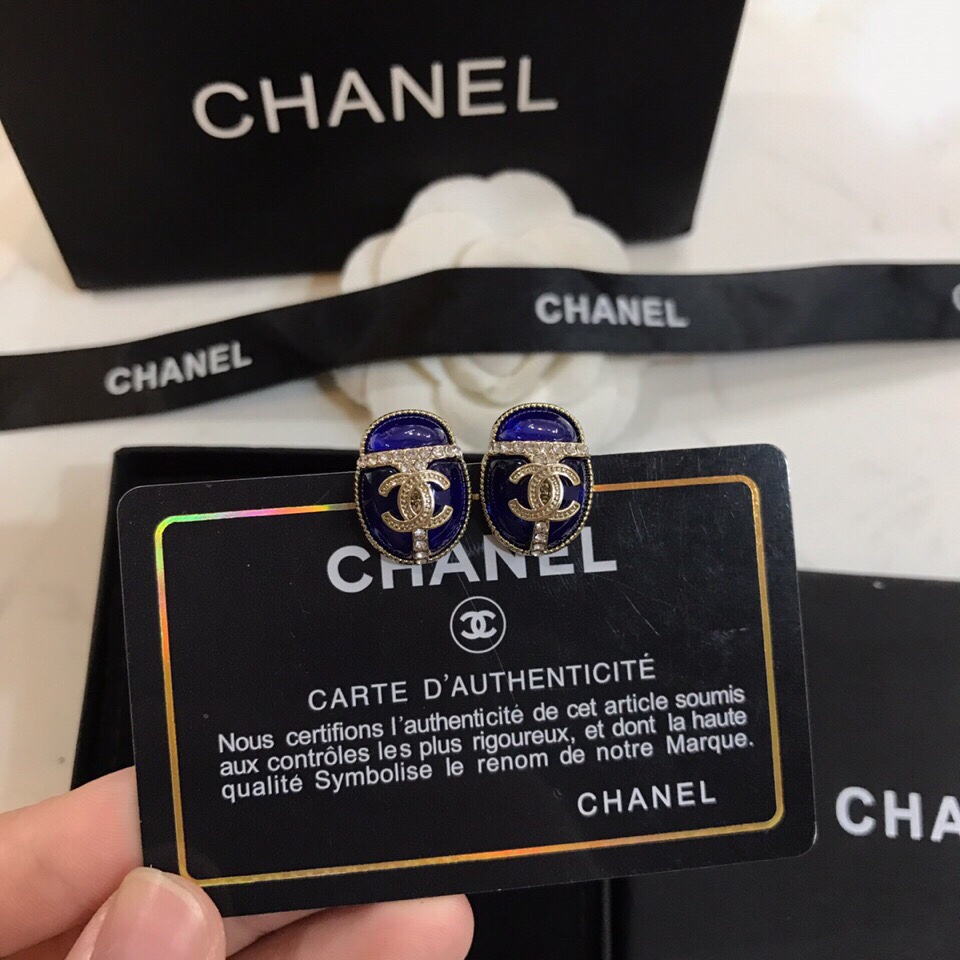 CHANEL
CHANEL
CHANEL
CHANEL
CARTE D'AUTHENTICITÉ
Nous certifions l'authenticité de cet article soumis
aux contrôles les plus rigoureux, et dont la haute
qualité Symbolise le renom de notre Marque.
CHANEL
CHA